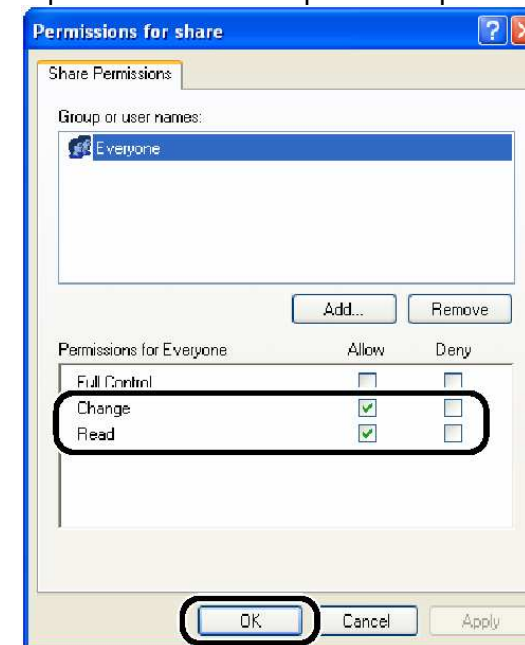 Permissions for share
Share Permissions
Group or user names:
Everyone
Add... Remove
Permissions for Everyone Allow Deny
Full Control
Change
Read
OK Cancel Apply